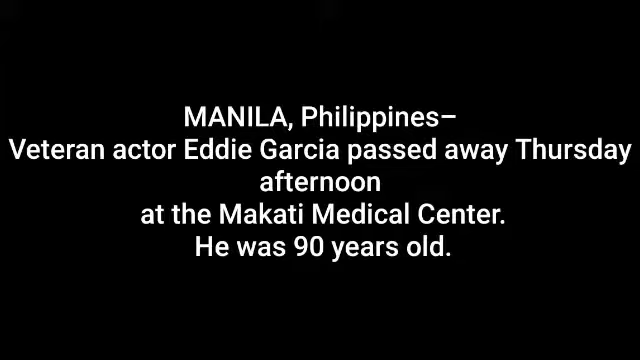 MANILA, Philippines–
Veteran actor Eddie Garcia passed away Thursday
afternoon
at the Makati Medical Center.
He was 90 years old.